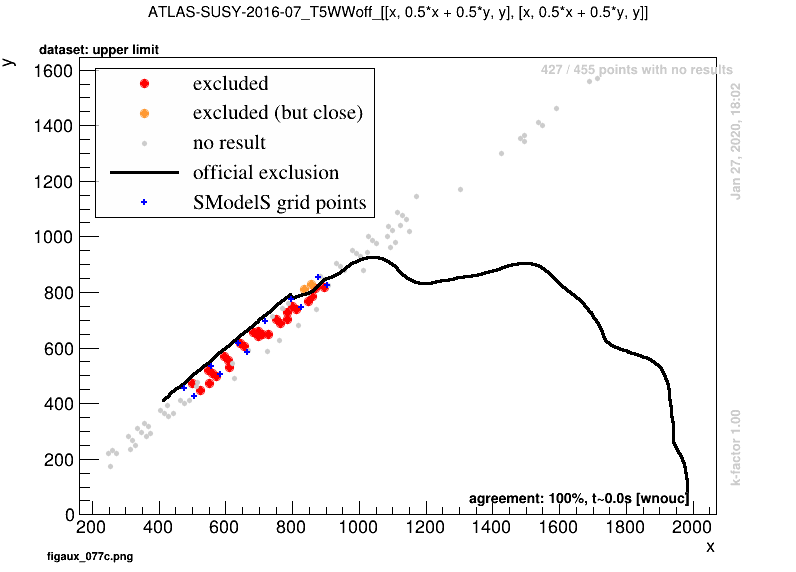 ATLAS-SUSY-2016-07_T5WWoff_[[x, 0.5*x + 0.5*y, y], [x, 0.5*x + 0.5*y, y]]
dataset: upper limit
y
427 / 455 points with no results
excluded
excluded (but close)
no result
official exclusion
SModelS grid points
Jan 27, 2020, 18:02
k-factor 1.00
1600
1400
1200
1000
800
600
400
200
0
agreement: 100%, t~0.0s [wnouc]
200 400 600 800 1000 1200 1400 1600 1800 2000
x
figaux_077c.png